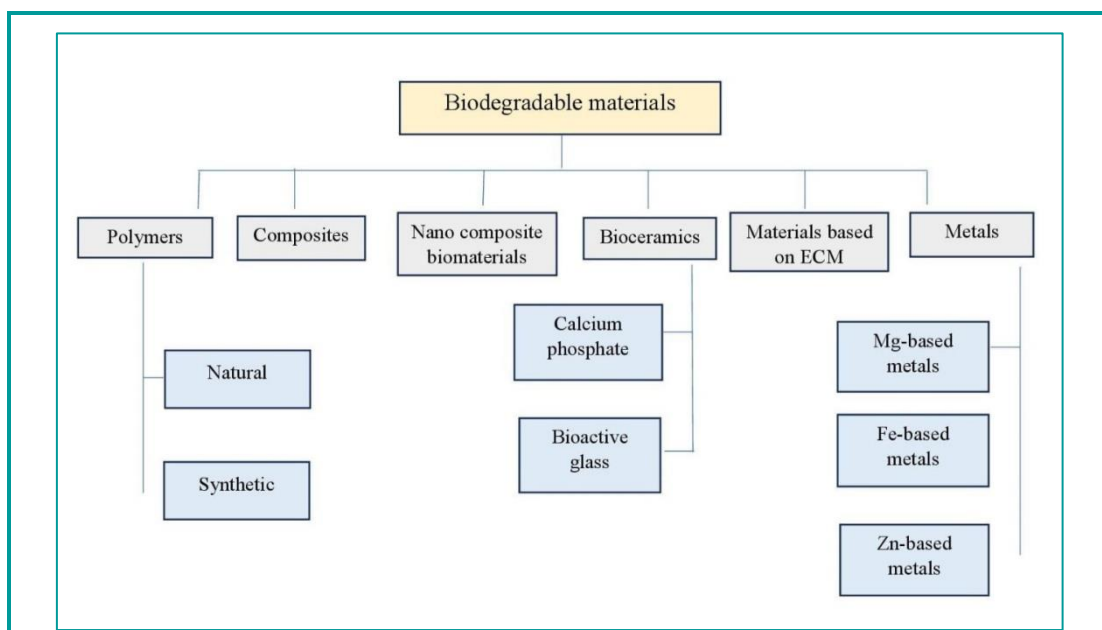 Biodegradable materials
Polymers
Composites
Nano composite
biomaterials
Bioceramics
Materials based
on ECM
Metals
Natural
Synthetic
Calcium
phosphate
Bioactive
glass
Mg-based
metals
Fe-based
metals
Zn-based
metals